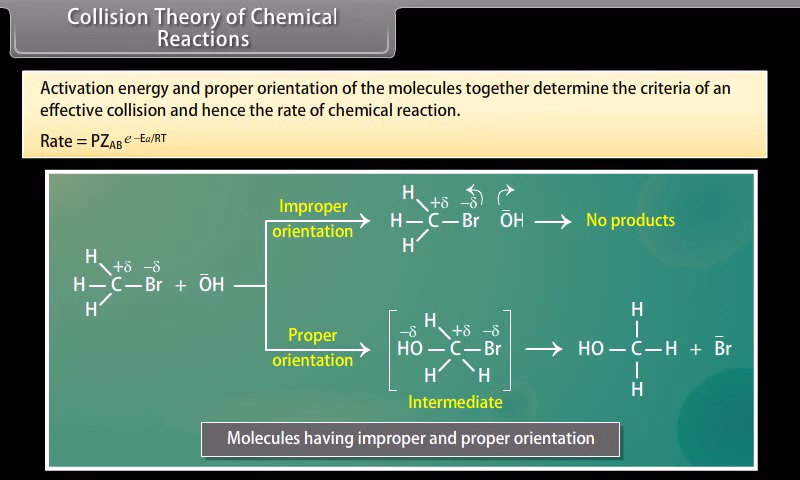 Collision Theory of Chemical
Reactions
Activation energy and proper orientation of the molecules together determine the criteria of an
effective collision and hence the rate of chemical reaction.
Rate = PZAB e –Ea/RT
H
+δ –δ
H — C — Br + ŌH
H
Improper
orientation
H
+δ –δ
H — C — Br ŌH
H
No products
Proper
orientation
–δ H +δ –δ
HO — C — Br
H H
Intermediate
H
HO — C — H + B̄r
H
Molecules having improper and proper orientation